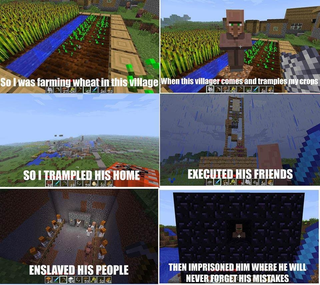 So I was farming wheat in this village
When this villager comes and tramples my crops
SO I TRAMPLED HIS HOME
EXECUTED HIS FRIENDS
ENSLAVED HIS PEOPLE
THEN IMPRISONED HIM WHERE HE WILL
NEVER FORGET HIS MISTAKES